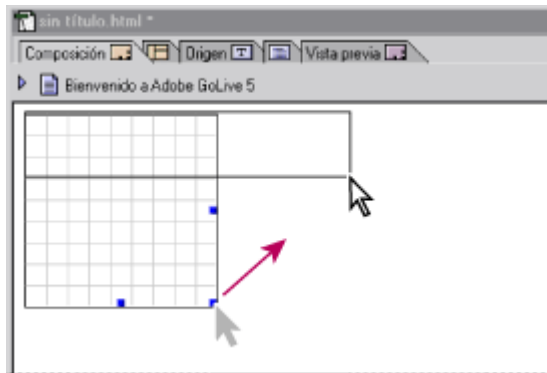 sin título.html *
Composición Origen T Vista previa
Bienvenido a Adobe GoLive 5